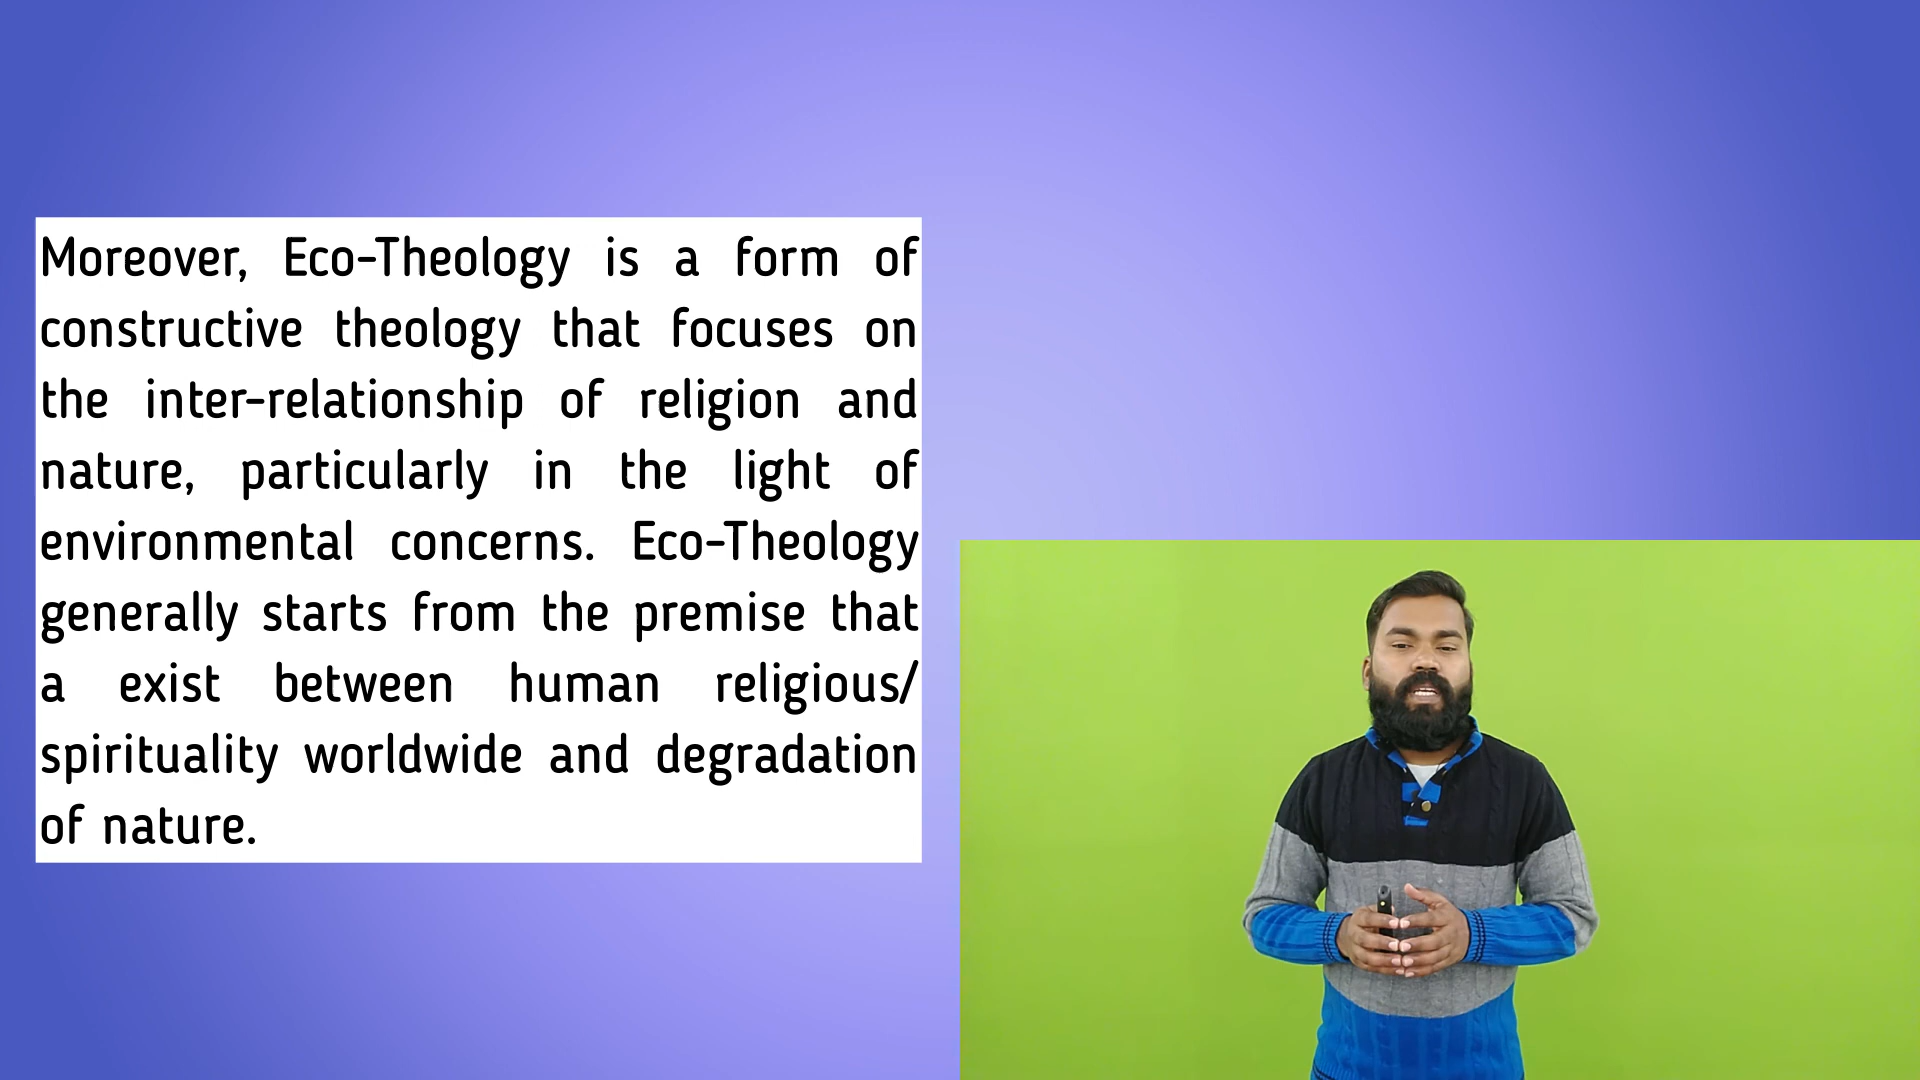 Moreover, Eco-Theology is a form of
constructive theology that focuses on
the inter-relationship of religion and
nature, particularly in the light of
environmental concerns. Eco-Theology
generally starts from the premise that
a exist between human religious/
spirituality worldwide and degradation
of nature.